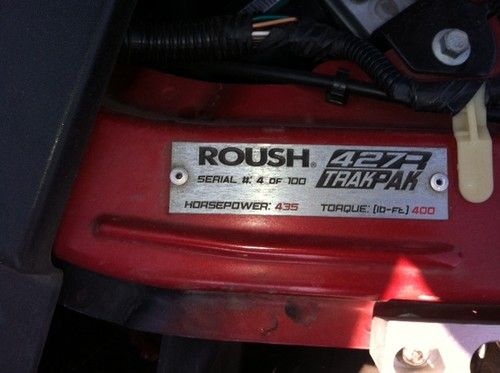 ROUSH® 427R
SERIAL #: 4 OF 100 TRAKPAK
HORSEPOWER: 435 TORQUE: (lb-Ft.) 400